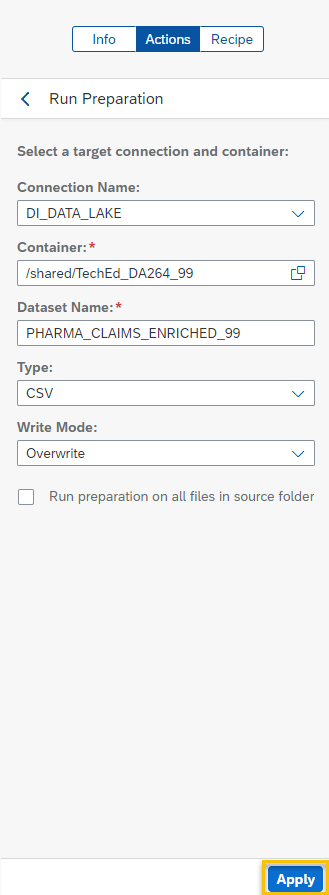 Info Actions Recipe
Run Preparation
Select a target connection and container:
Connection Name:
DI_DATA_LAKE
Container:*
/shared/TechEd_DA264_99
Dataset Name:*
PHARMA_CLAIMS_ENRICHED_99
Type:
CSV
Write Mode:
Overwrite
Run preparation on all files in source folder
Apply